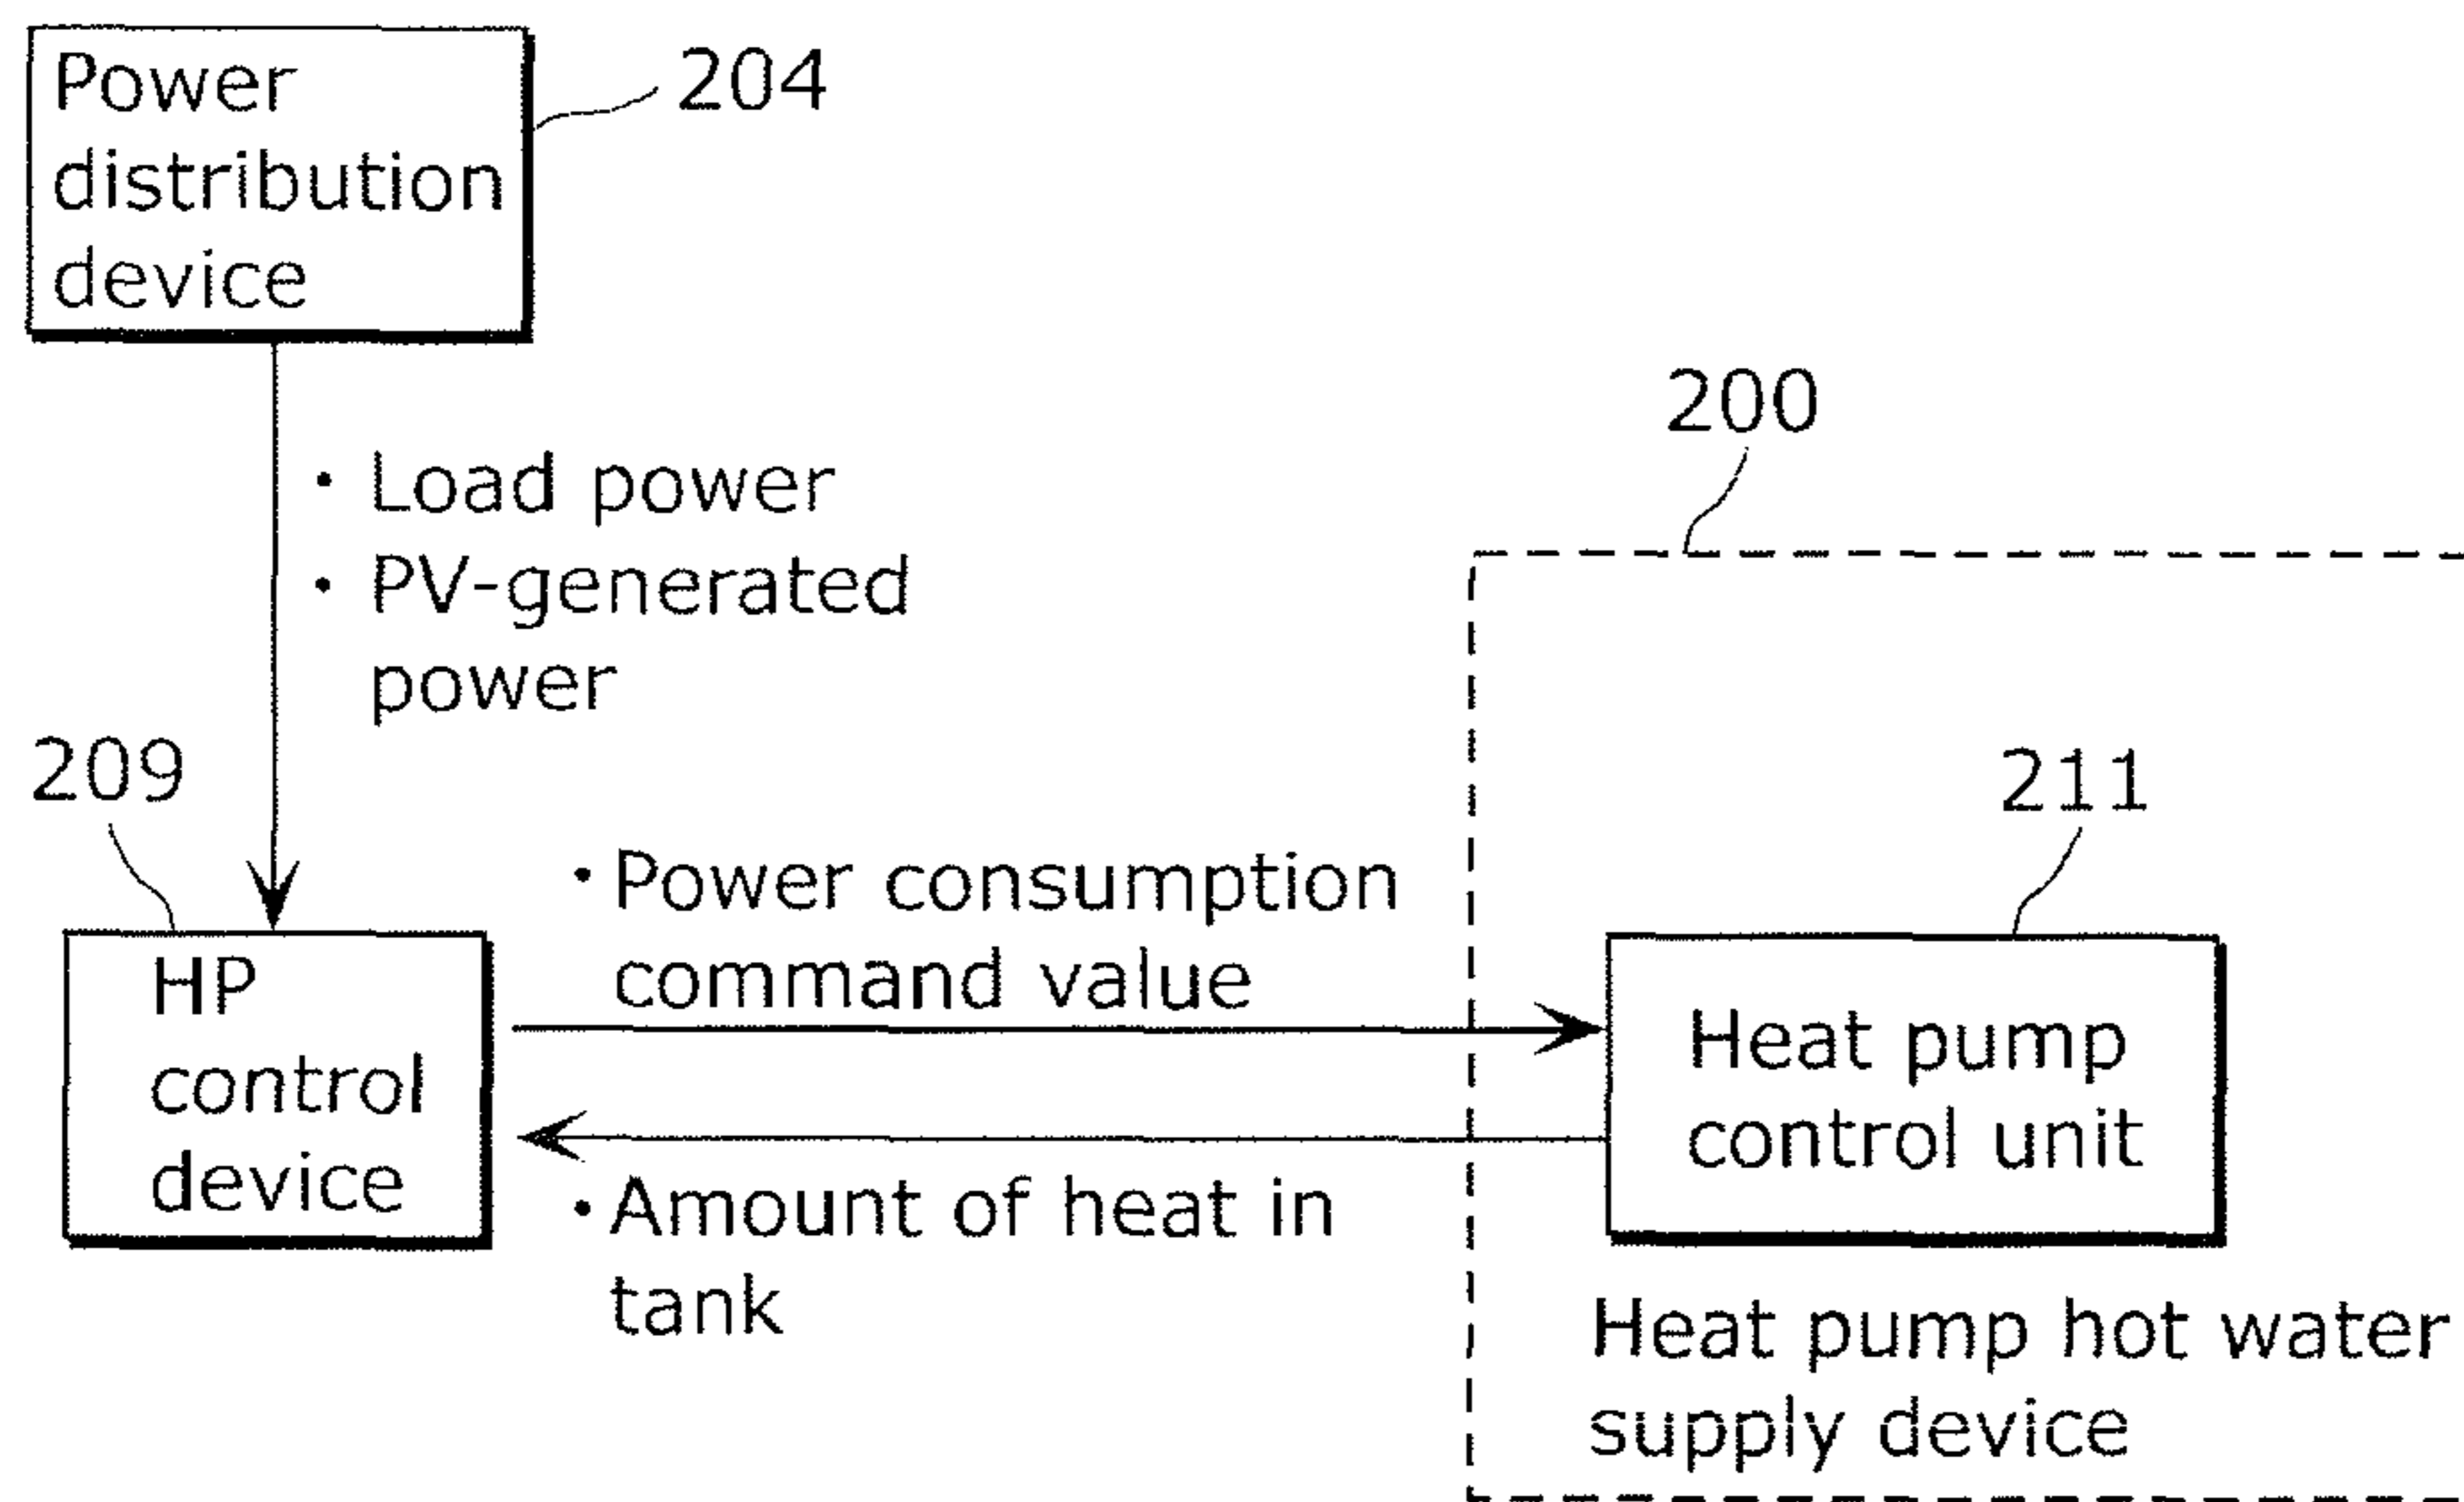 Power
distribution
device
204
・ Load power
・ PV-generated
power
200
209
211
・Power consumption
command value
HP
control
device
Heat pump
control unit
・Amount of heat in
tank
Heat pump hot water
supply device